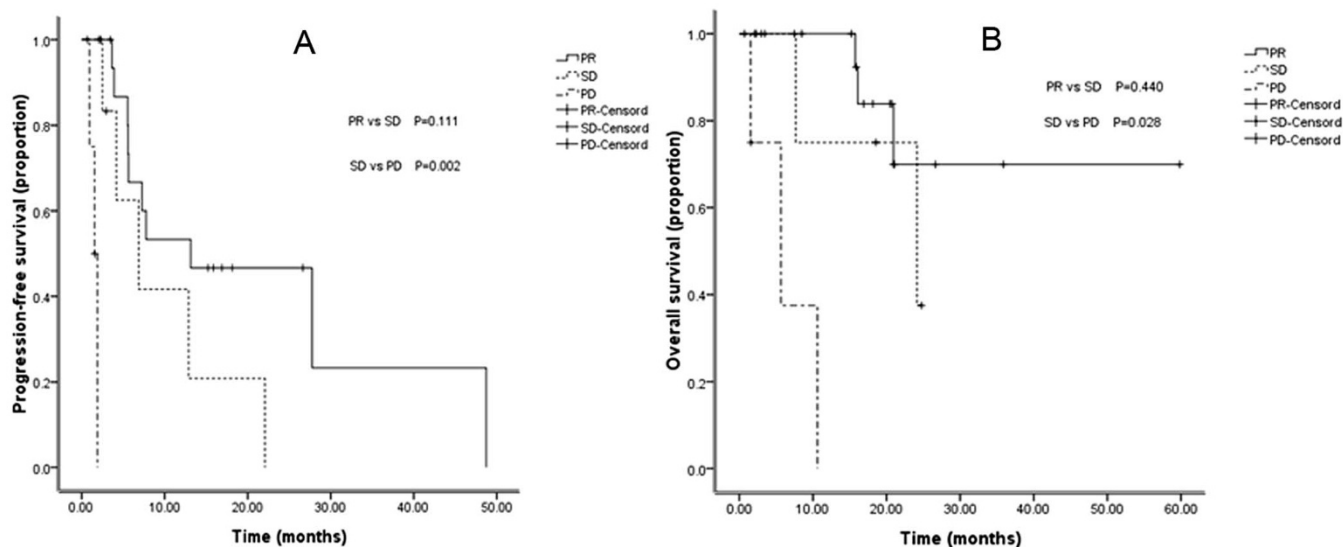 A
1.0
0.8
0.6
0.4
0.2
0.0
Progression-free survival (proportion)
PR vs SD P=0.111
SD vs PD P=0.002
PR
SD
PD
PR-Censord
SD-Censord
PD-Censord
0.00 10.00 20.00 30.00 40.00 50.00
Time (months)
B
1.0
0.8
0.6
0.4
0.2
0.0
Overall survival (proportion)
PR vs SD P=0.440
SD vs PD P=0.028
PR
SD
PD
PR-Censord
SD-Censord
PD-Censord
0.00 10.00 20.00 30.00 40.00 50.00 60.00
Time (months)